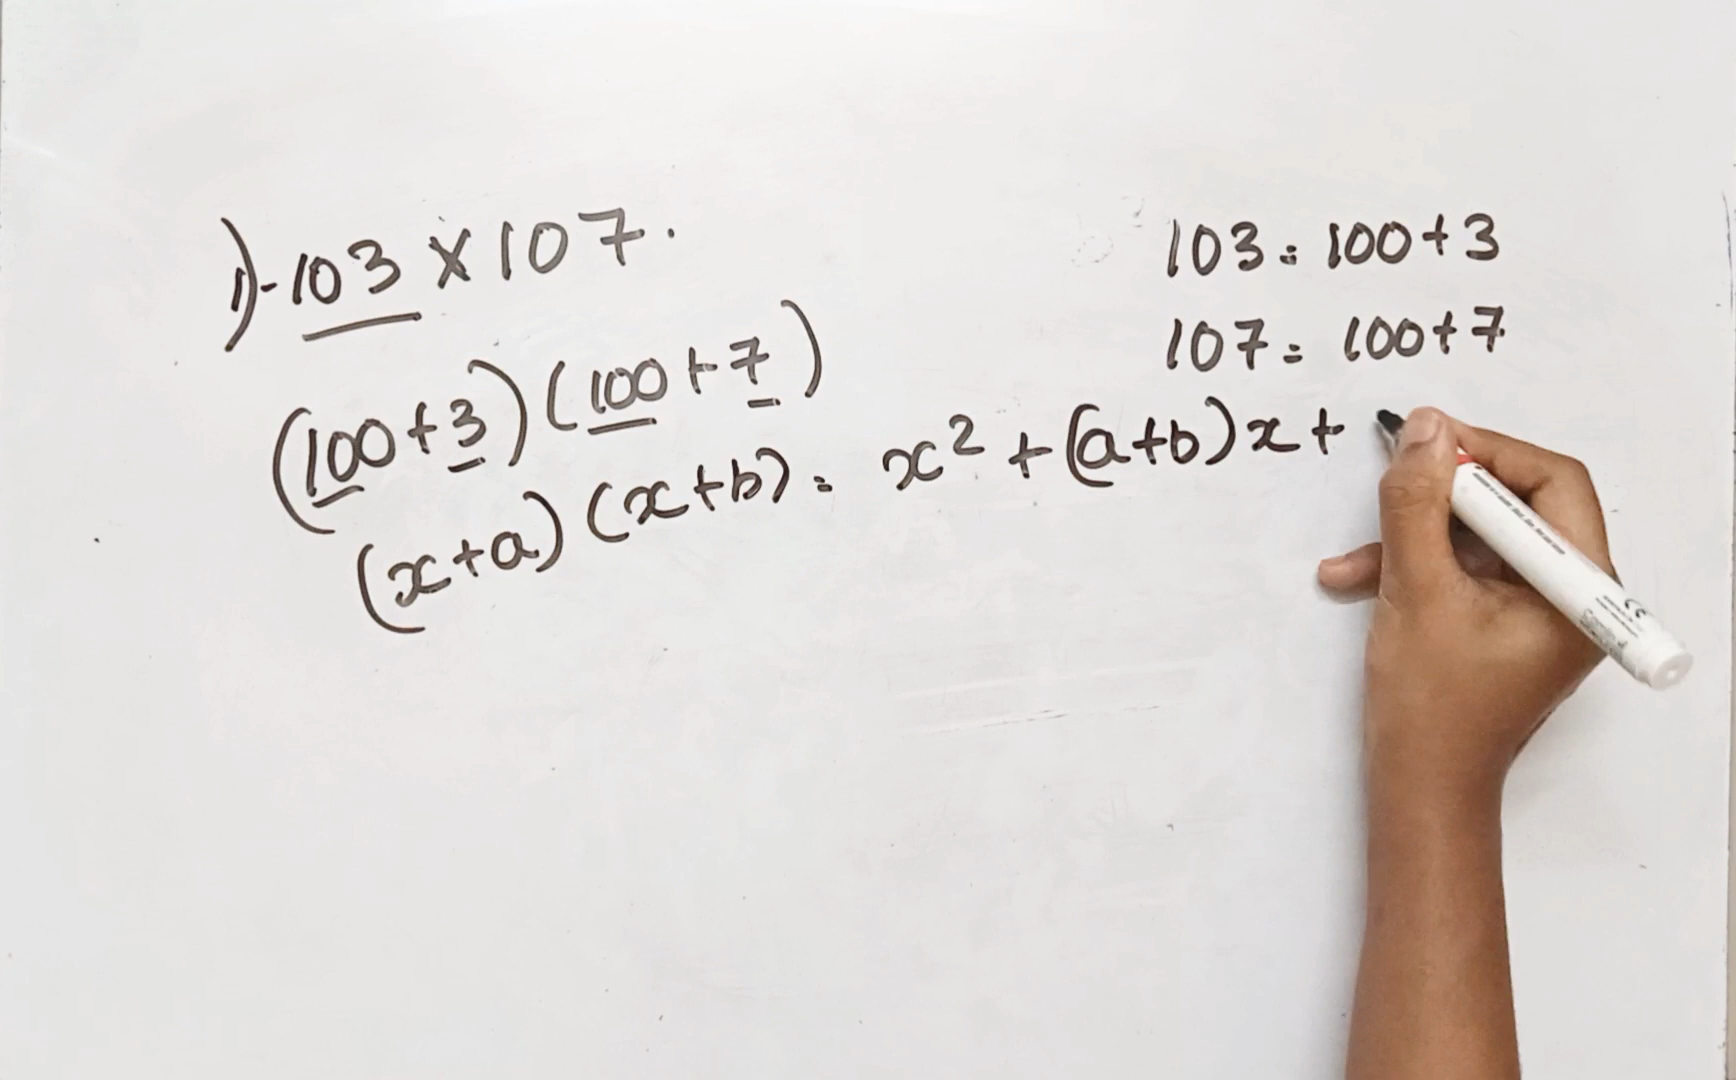 1)- 103 × 107.
103 = 100+3
107 = 100+7
(100+3)(100+7)
(x+a)(x+b) = x² + (a+b)x +